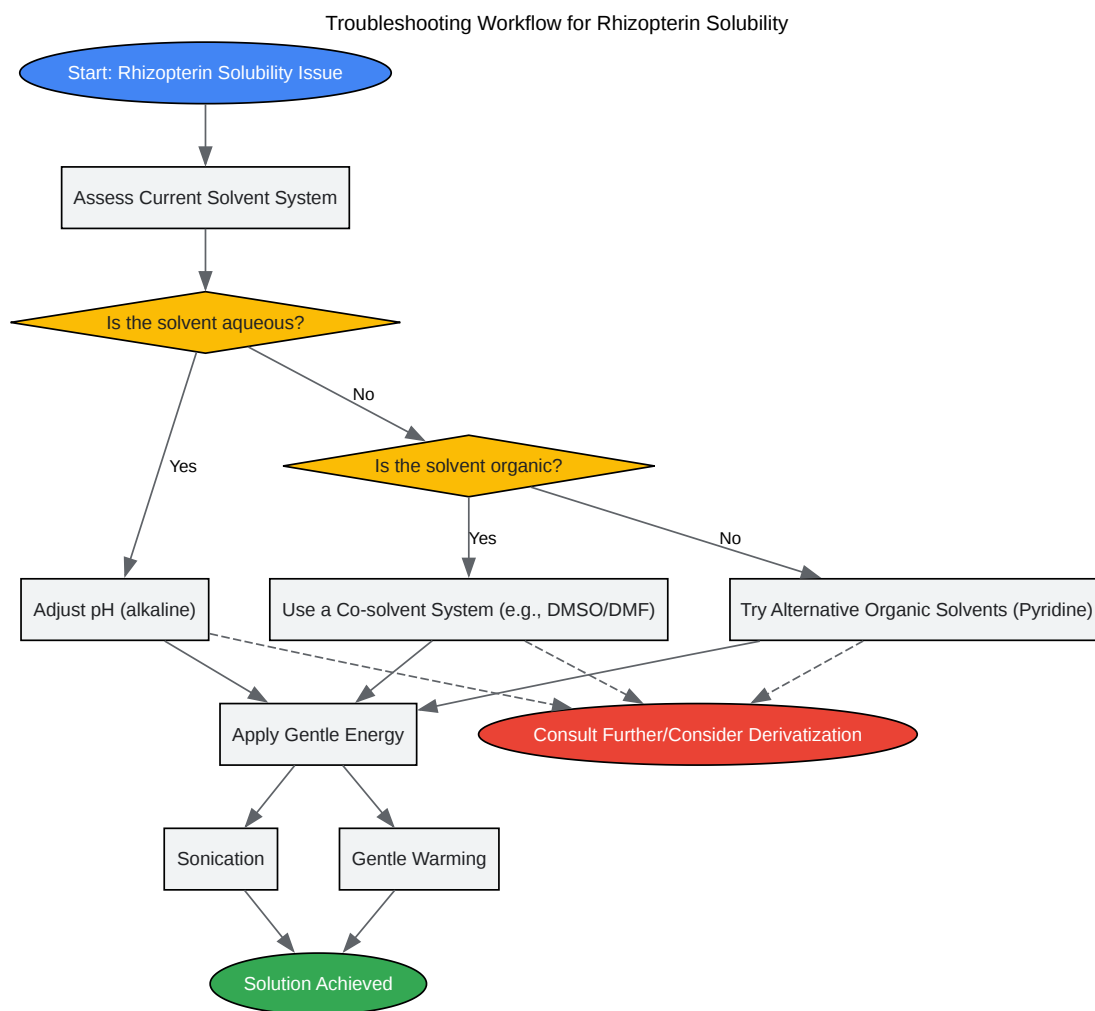 Troubleshooting Workflow for Rhizopterin Solubility
Start: Rhizopterin Solubility Issue
Assess Current Solvent System
Is the solvent aqueous?
No
Is the solvent organic?
Yes
Yes
No
Adjust pH (alkaline)
Use a Co-solvent System (e.g., DMSO/DMF)
Try Alternative Organic Solvents (Pyridine)
Apply Gentle Energy
Consult Further/Consider Derivatization
Sonication
Gentle Warming
Solution Achieved